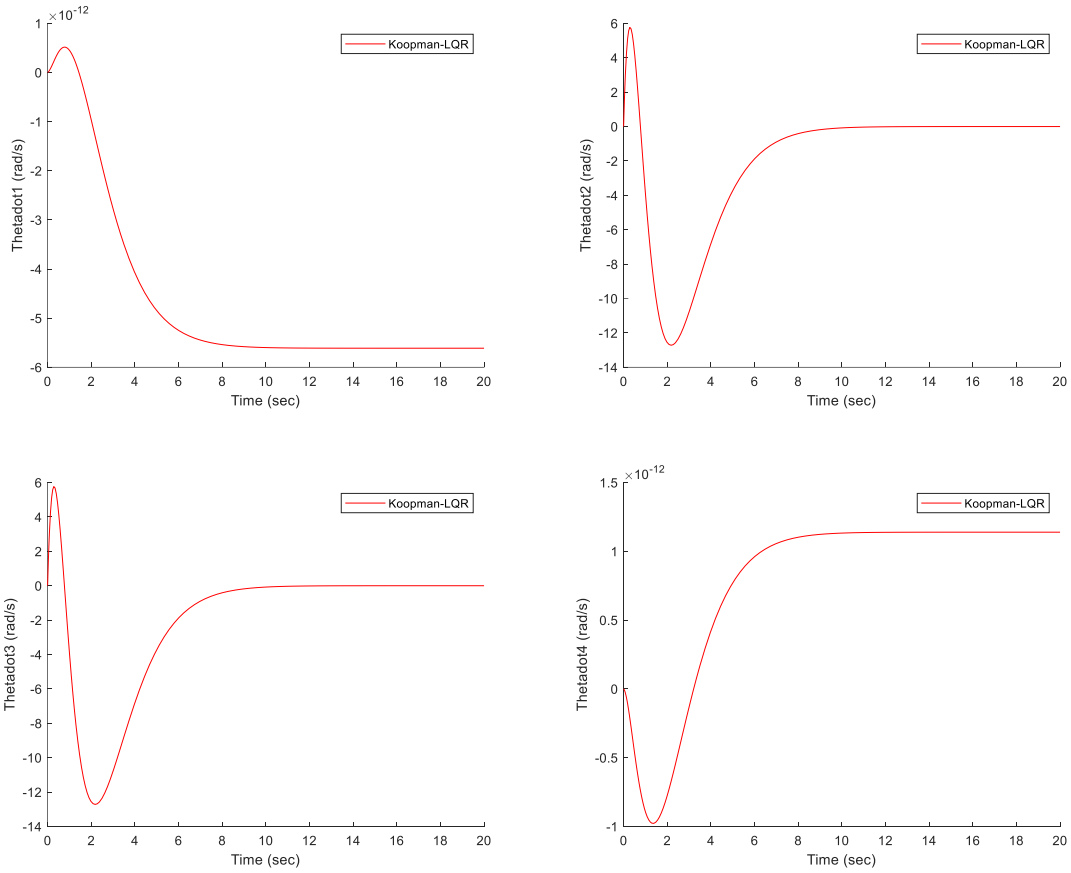 ×10-12
1
0
-1
-2
-3
-4
-5
-6
Thetadot1 (rad/s)
Koopman-LQR
0 2 4 6 8 10 12 14 16 18 20
Time (sec)
6
4
2
0
-2
-4
-6
-8
-10
-12
-14
Thetadot2 (rad/s)
Koopman-LQR
0 2 4 6 8 10 12 14 16 18 20
Time (sec)
6
4
2
0
-2
-4
-6
-8
-10
-12
-14
Thetadot3 (rad/s)
Koopman-LQR
0 2 4 6 8 10 12 14 16 18 20
Time (sec)
×10-12
1.5
1
0.5
0
-0.5
-1
Thetadot4 (rad/s)
Koopman-LQR
0 2 4 6 8 10 12 14 16 18 20
Time (sec)